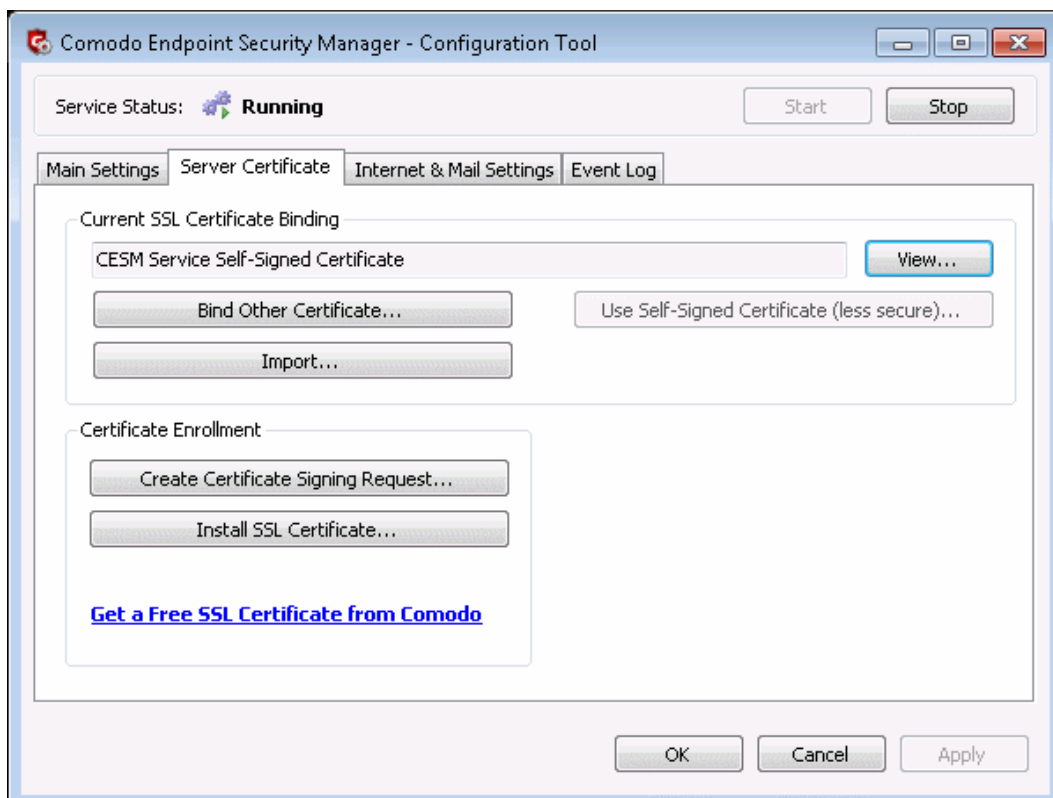 Comodo Endpoint Security Manager - Configuration Tool
Service Status: Running Start Stop
Main Settings Server Certificate Internet & Mail Settings Event Log
Current SSL Certificate Binding
CESM Service Self-Signed Certificate View...
Bind Other Certificate... Use Self-Signed Certificate (less secure)...
Import...
Certificate Enrollment
Create Certificate Signing Request...
Install SSL Certificate...
Get a Free SSL Certificate from Comodo
OK Cancel Apply